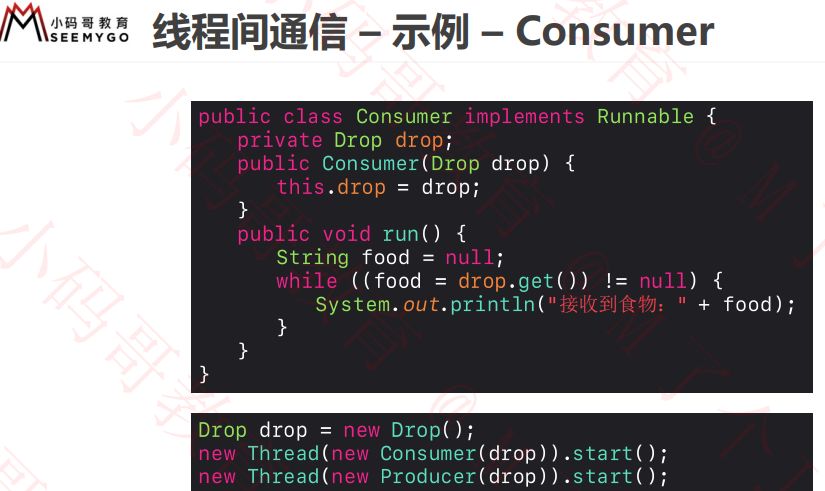 小码哥教育
SEEMYGO
线程间通信 – 示例 – Consumer
public class Consumer implements Runnable {
    private Drop drop;
    public Consumer(Drop drop) {
        this.drop = drop;
    }
    public void run() {
        String food = null;
        while ((food = drop.get()) != null) {
            System.out.println("接收到食物：" + food);
        }
    }
}
Drop drop = new Drop();
new Thread(new Consumer(drop)).start();
new Thread(new Producer(drop)).start();